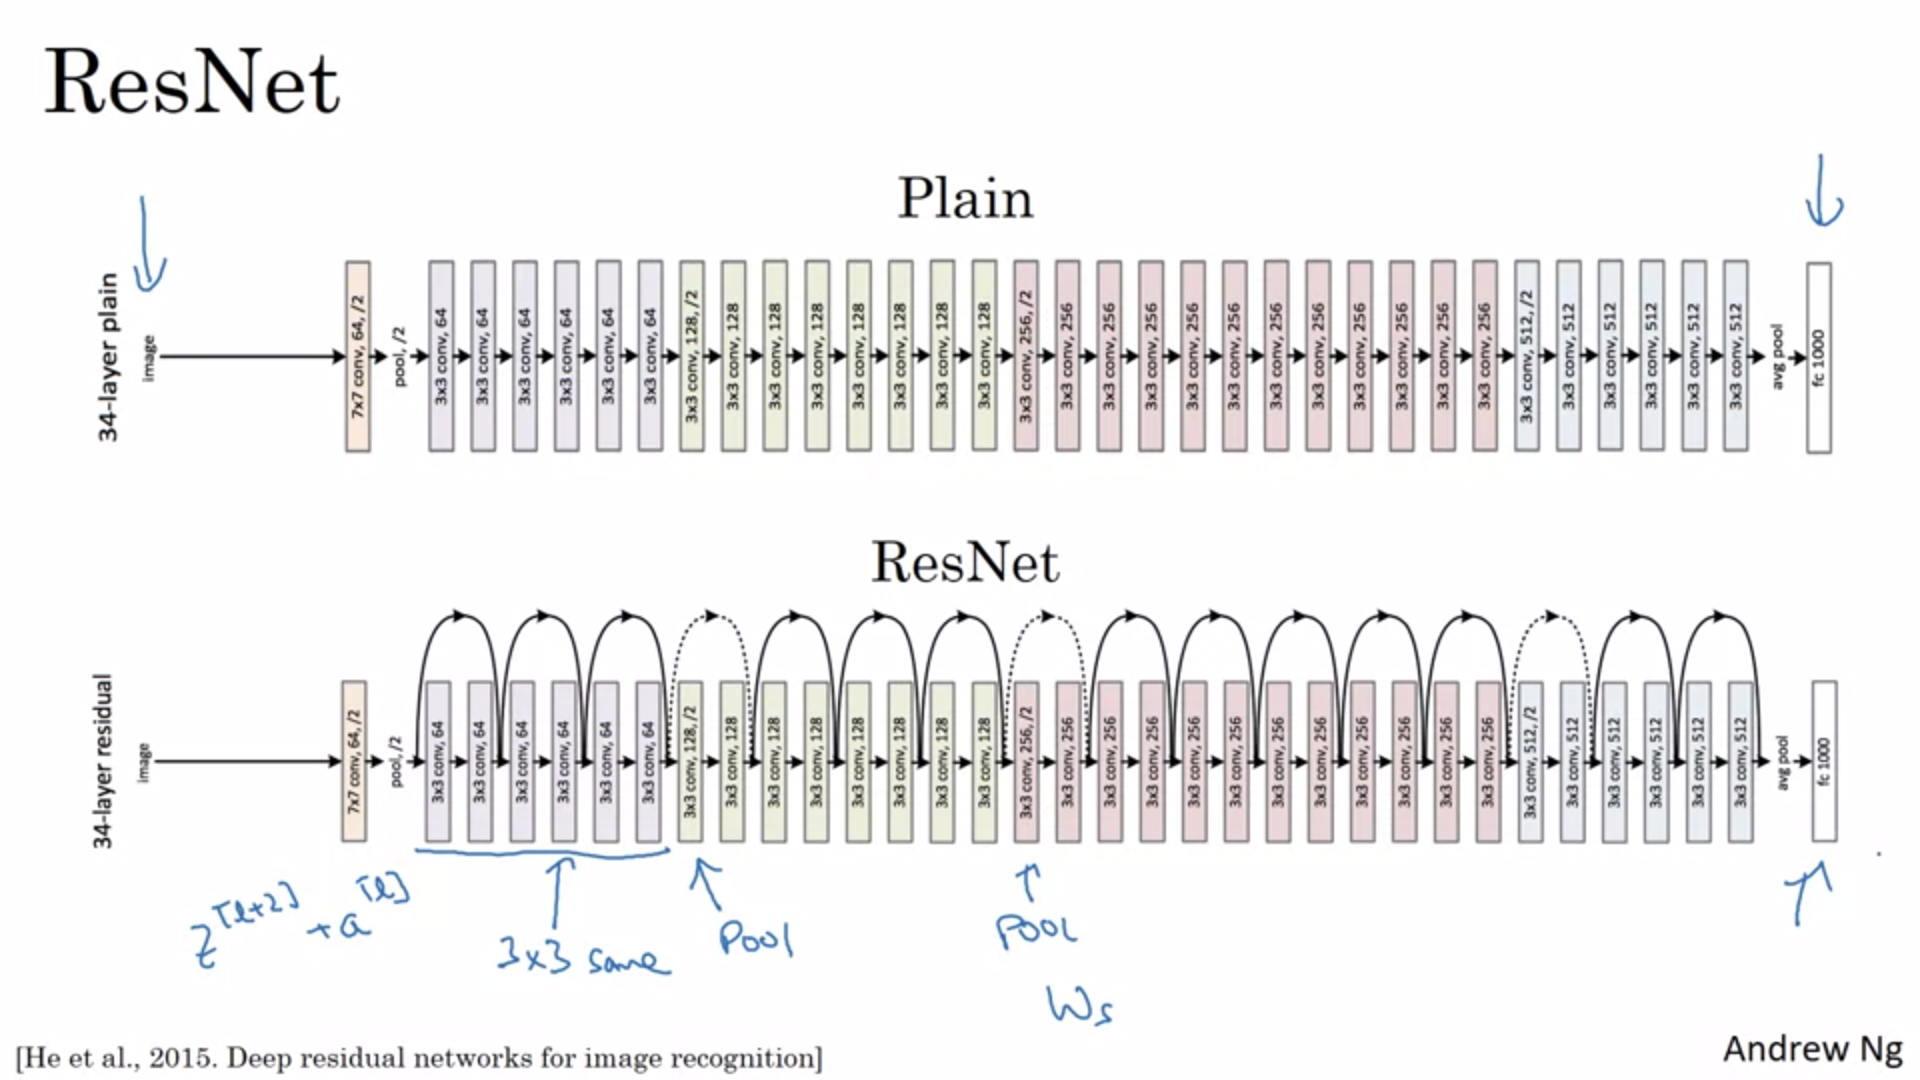 ResNet
Plain
34-layer plain
image
7x7 conv, 64, /2
pool, /2
3x3 conv, 64
3x3 conv, 64
3x3 conv, 64
3x3 conv, 64
3x3 conv, 64
3x3 conv, 64
3x3 conv, 128, /2
3x3 conv, 128
3x3 conv, 128
3x3 conv, 128
3x3 conv, 128
3x3 conv, 128
3x3 conv, 128
3x3 conv, 128
3x3 conv, 256, /2
3x3 conv, 256
3x3 conv, 256
3x3 conv, 256
3x3 conv, 256
3x3 conv, 256
3x3 conv, 256
3x3 conv, 256
3x3 conv, 256
3x3 conv, 256
3x3 conv, 256
3x3 conv, 256
3x3 conv, 512, /2
3x3 conv, 512
3x3 conv, 512
3x3 conv, 512
3x3 conv, 512
3x3 conv, 512
avg pool
fc 1000
ResNet
34-layer residual
image
7x7 conv, 64, /2
pool, /2
3x3 conv, 64
3x3 conv, 64
3x3 conv, 64
3x3 conv, 64
3x3 conv, 64
3x3 conv, 64
3x3 conv, 128, /2
3x3 conv, 128
3x3 conv, 128
3x3 conv, 128
3x3 conv, 128
3x3 conv, 128
3x3 conv, 128
3x3 conv, 128
3x3 conv, 256, /2
3x3 conv, 256
3x3 conv, 256
3x3 conv, 256
3x3 conv, 256
3x3 conv, 256
3x3 conv, 256
3x3 conv, 256
3x3 conv, 256
3x3 conv, 256
3x3 conv, 256
3x3 conv, 256
3x3 conv, 512, /2
3x3 conv, 512
3x3 conv, 512
3x3 conv, 512
3x3 conv, 512
3x3 conv, 512
avg pool
fc 1000
z[l+2] + a[l]
3x3 same
Pool
POOL
Ws
[He et al., 2015. Deep residual networks for image recognition]
Andrew Ng